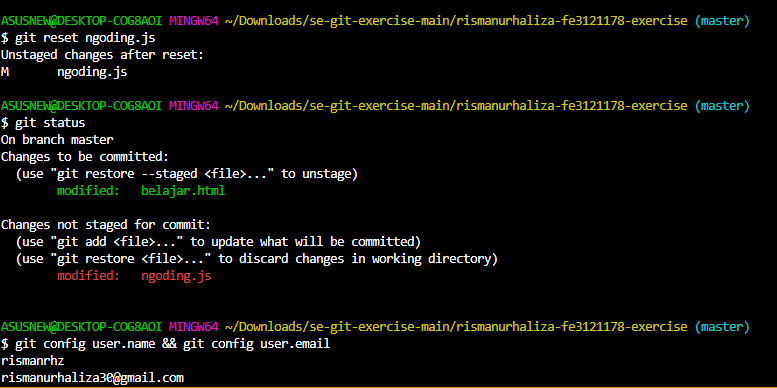 ASUSNEW@DESKTOP-COG8AOI MINGW64 ~/Downloads/se-git-exercise-main/rismanurhaliza-fe3121178-exercise (master)
$ git reset ngoding.js
Unstaged changes after reset:
M       ngoding.js
ASUSNEW@DESKTOP-COG8AOI MINGW64 ~/Downloads/se-git-exercise-main/rismanurhaliza-fe3121178-exercise (master)
$ git status
On branch master
Changes to be committed:
  (use "git restore --staged <file>..." to unstage)
        modified:   belajar.html
Changes not staged for commit:
  (use "git add <file>..." to update what will be committed)
  (use "git restore <file>..." to discard changes in working directory)
        modified:   ngoding.js
ASUSNEW@DESKTOP-COG8AOI MINGW64 ~/Downloads/se-git-exercise-main/rismanurhaliza-fe3121178-exercise (master)
$ git config user.name && git config user.email
rismanrhz
rismanurhaliza30@gmail.com